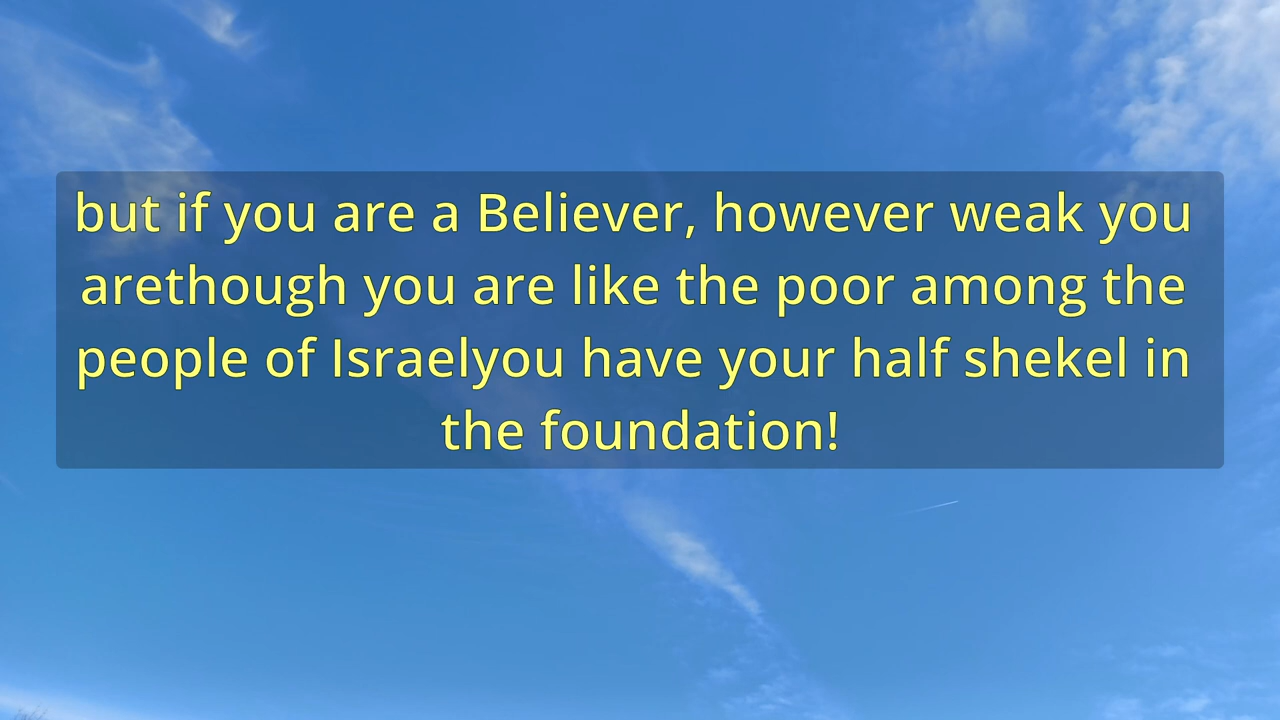 but if you are a Believer, however weak you
arethough you are like the poor among the
people of Israelyou have your half shekel in
the foundation!